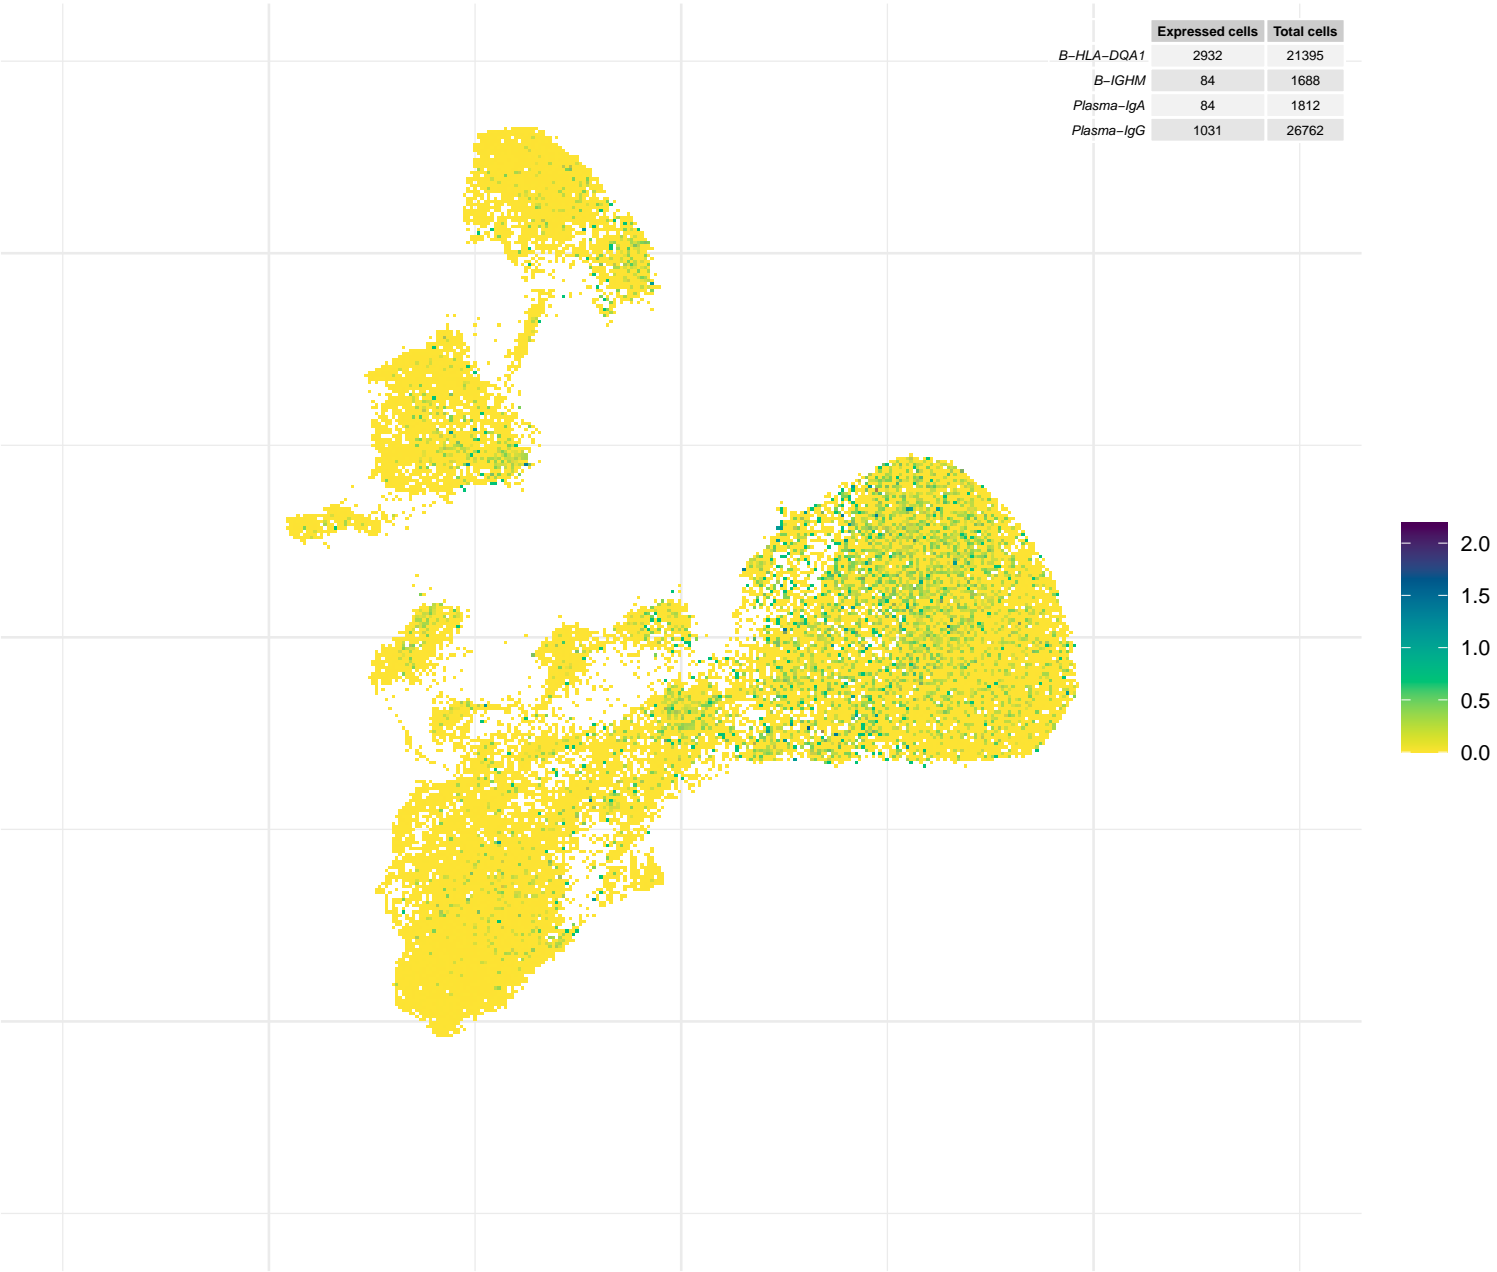 Expressed cells Total cells
B−HLA−DQA1 2932 21395
B−IGHM 84 1688
Plasma−IgA 84 1812
Plasma−IgG 1031 26762
2.0
1.5
1.0
0.5
0.0